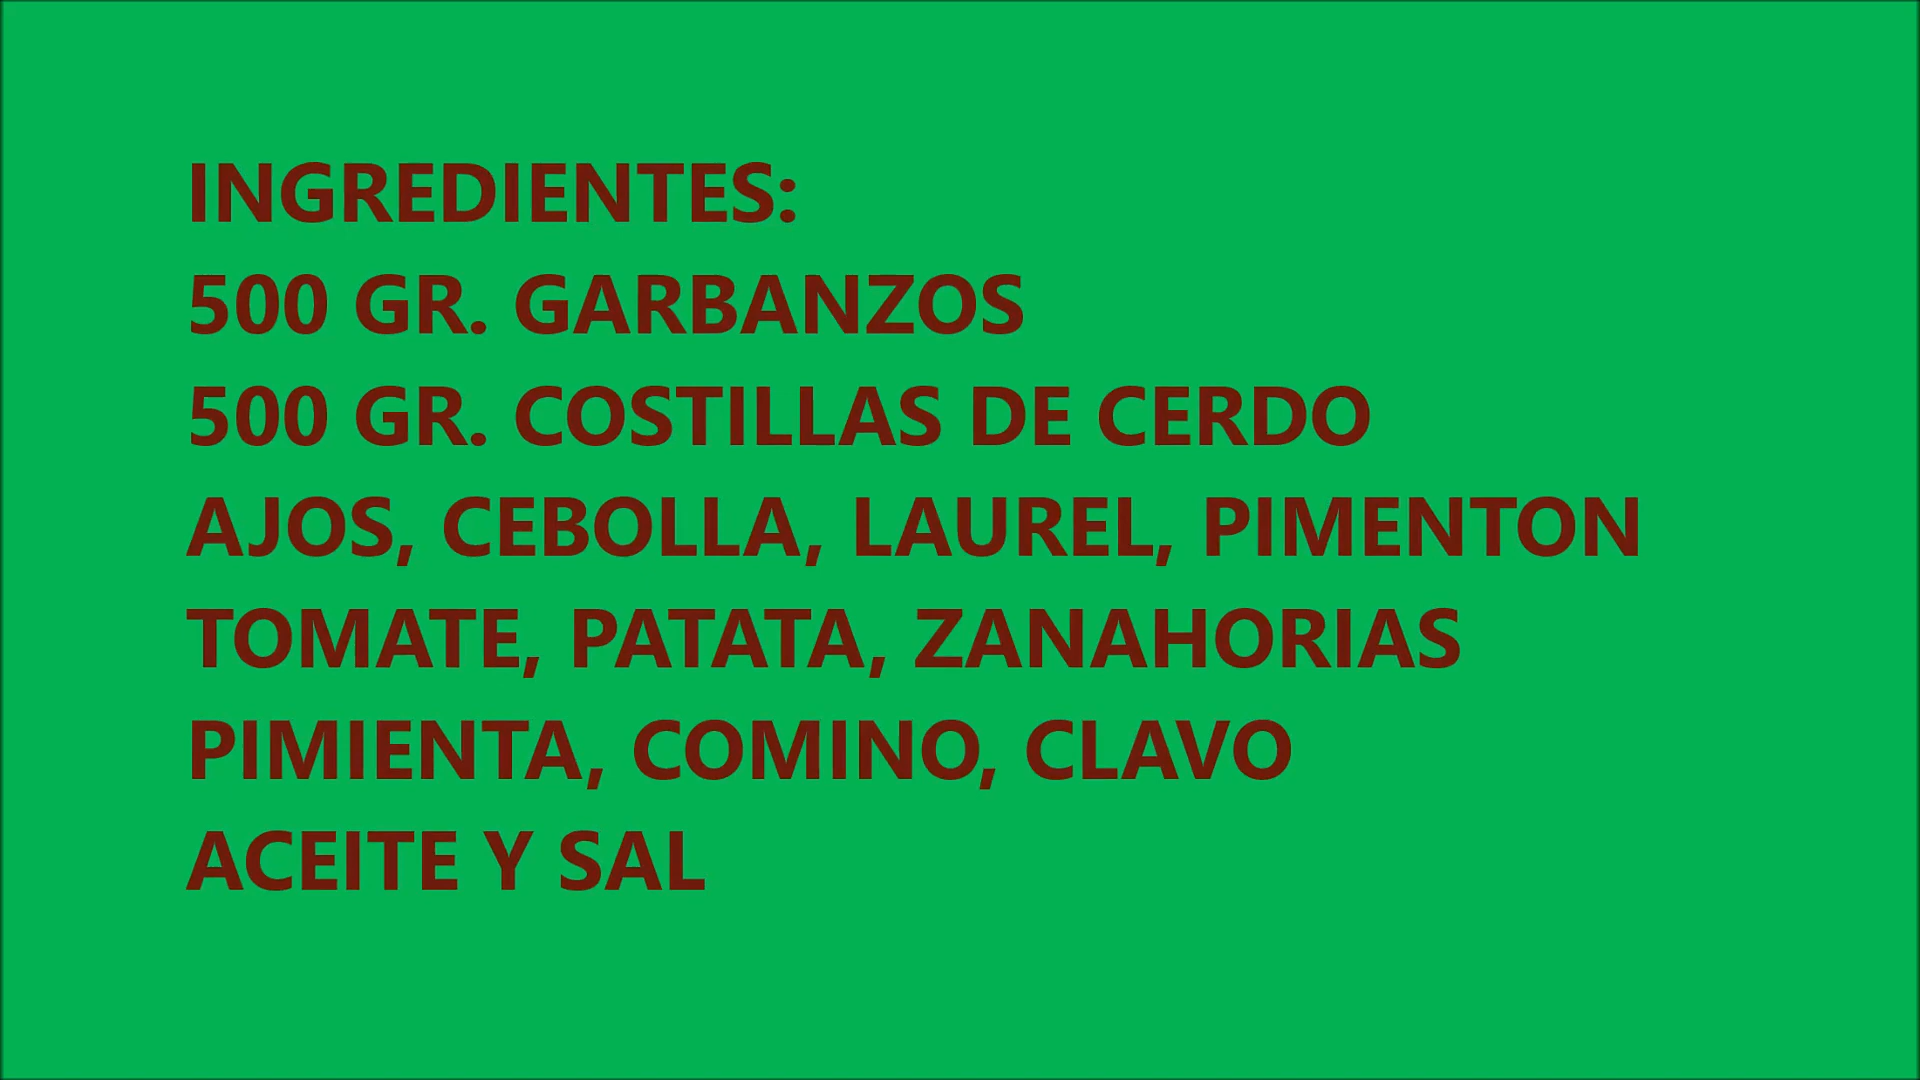 INGREDIENTES:
500 GR. GARBANZOS
500 GR. COSTILLAS DE CERDO
AJOS, CEBOLLA, LAUREL, PIMENTON
TOMATE, PATATA, ZANAHORIAS
PIMIENTA, COMINO, CLAVO
ACEITE Y SAL